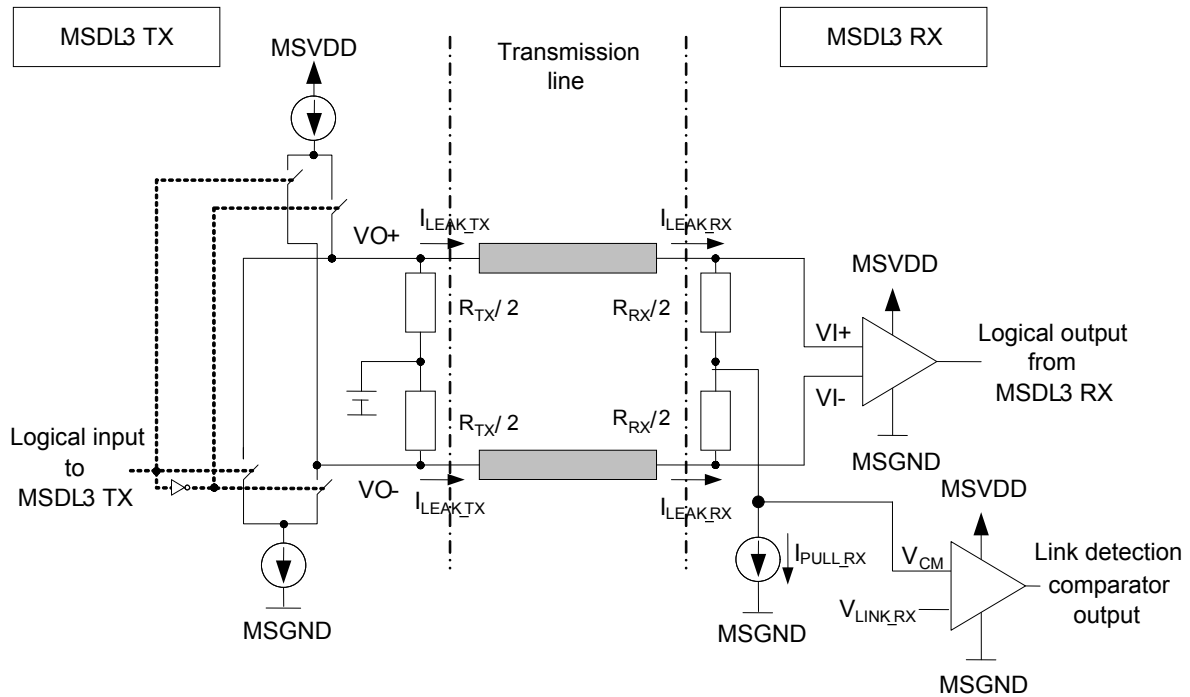 MSDL3 TX
Transmission
line
MSDL3 RX
MSVDD
VO+
I_LEAK_TX
I_LEAK_RX
R_TX/ 2
R_RX/2
MSVDD
VI+
VI-
Logical output
from
MSDL3 RX
MSGND
R_TX/ 2
R_RX/2
Logical input
to
MSDL3 TX
VO-
I_LEAK_TX
I_LEAK_RX
MSGND
I_PULL_RX
MSGND
MSVDD
V_CM
V_LINK_RX
Link detection
comparator
output
MSGND